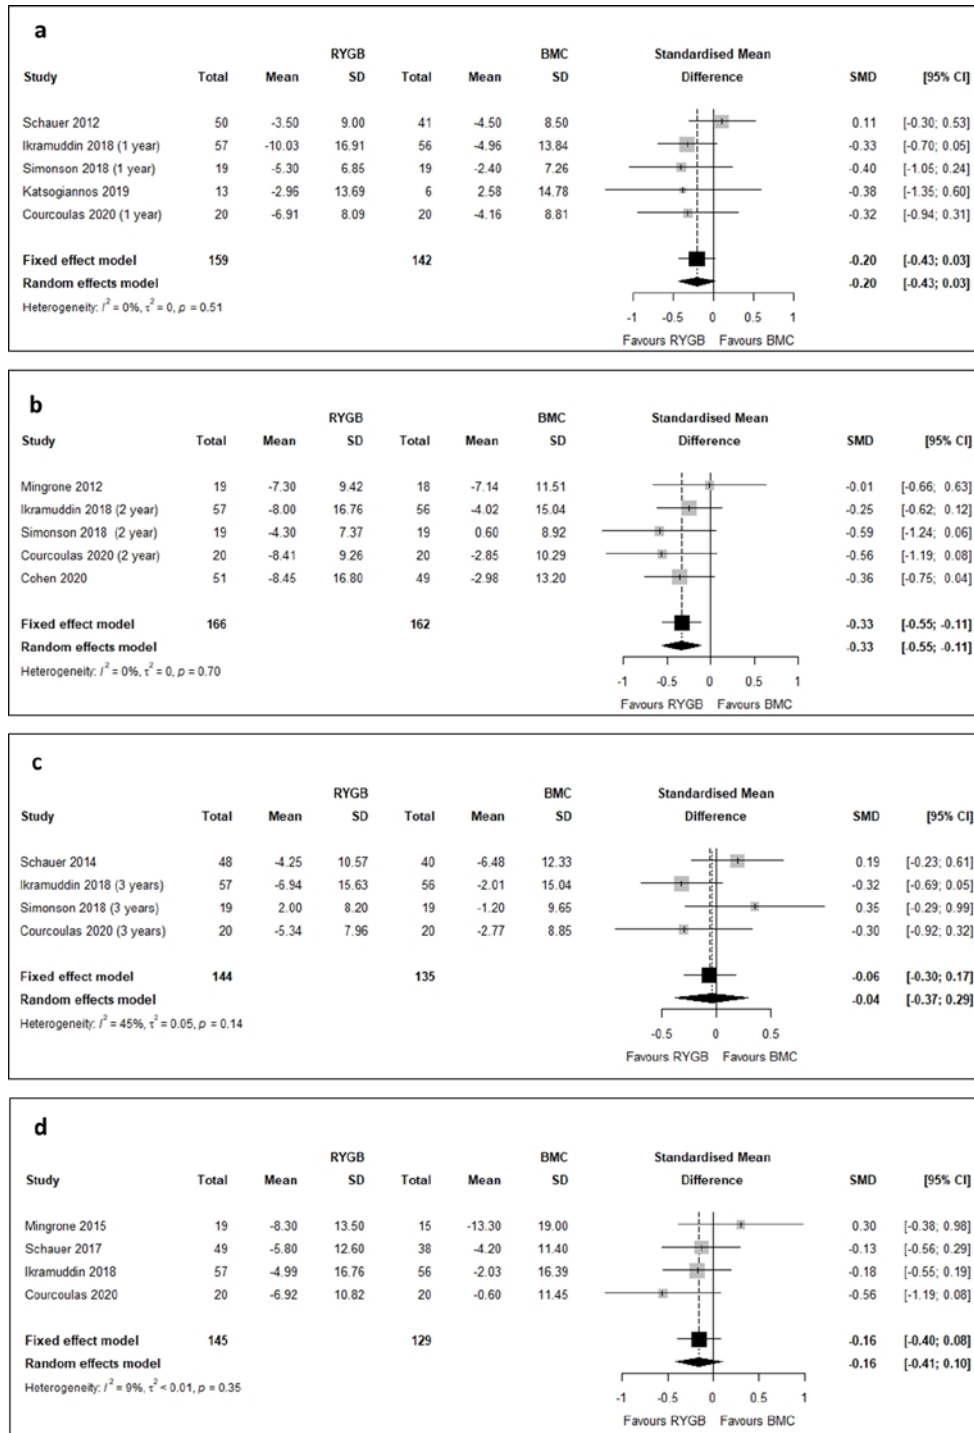 a
RYGB BMC Standardised Mean
Study Total Mean SD Total Mean SD Difference SMD [95% CI]
Schauer 2012 50 -3.50 9.00 41 -4.50 8.50 0.11 [-0.30; 0.53]
Ikramuddin 2018 (1 year) 57 -10.03 16.91 56 -4.96 13.84 -0.33 [-0.70; 0.05]
Simonson 2018 (1 year) 19 -5.30 6.85 19 -2.40 7.26 -0.40 [-1.05; 0.24]
Katsogiannos 2019 13 -2.96 13.69 6 2.58 14.78 -0.38 [-1.35; 0.60]
Courcoulas 2020 (1 year) 20 -6.91 8.09 20 -4.16 8.81 -0.32 [-0.94; 0.31]
Fixed effect model 159 142 -0.20 [-0.43; 0.03]
Random effects model -0.20 [-0.43; 0.03]
Heterogeneity: I² = 0%, τ² = 0, p = 0.51
-1 -0.5 0 0.5 1
Favours RYGB Favours BMC
b
RYGB BMC Standardised Mean
Study Total Mean SD Total Mean SD Difference SMD [95% CI]
Mingrone 2012 19 -7.30 9.42 18 -7.14 11.51 -0.01 [-0.66; 0.63]
Ikramuddin 2018 (2 year) 57 -8.00 16.76 56 -4.02 15.04 -0.25 [-0.62; 0.12]
Simonson 2018 (2 year) 19 -4.30 7.37 19 0.60 8.92 -0.59 [-1.24; 0.06]
Courcoulas 2020 (2 year) 20 -8.41 9.26 20 -2.85 10.29 -0.56 [-1.19; 0.08]
Cohen 2020 51 -8.45 16.80 49 -2.98 13.20 -0.36 [-0.75; 0.04]
Fixed effect model 166 162 -0.33 [-0.55; -0.11]
Random effects model -0.33 [-0.55; -0.11]
Heterogeneity: I² = 0%, τ² = 0, p = 0.70
-1 -0.5 0 0.5 1
Favours RYGB Favours BMC
c
RYGB BMC Standardised Mean
Study Total Mean SD Total Mean SD Difference SMD [95% CI]
Schauer 2014 48 -4.25 10.57 40 -6.48 12.33 0.19 [-0.23; 0.61]
Ikramuddin 2018 (3 years) 57 -6.94 15.63 56 -2.01 15.04 -0.32 [-0.69; 0.05]
Simonson 2018 (3 years) 19 2.00 8.20 19 -1.20 9.65 0.35 [-0.29; 0.99]
Courcoulas 2020 (3 years) 20 -5.34 7.96 20 -2.77 8.85 -0.30 [-0.92; 0.32]
Fixed effect model 144 135 -0.06 [-0.30; 0.17]
Random effects model -0.04 [-0.37; 0.29]
Heterogeneity: I² = 45%, τ² = 0.05, p = 0.14
-0.5 0 0.5
Favours RYGB Favours BMC
d
RYGB BMC Standardised Mean
Study Total Mean SD Total Mean SD Difference SMD [95% CI]
Mingrone 2015 19 -8.30 13.50 15 -13.30 19.00 0.30 [-0.38; 0.98]
Schauer 2017 49 -5.80 12.60 38 -4.20 11.40 -0.13 [-0.56; 0.29]
Ikramuddin 2018 57 -4.99 16.76 56 -2.03 16.39 -0.18 [-0.55; 0.19]
Courcoulas 2020 20 -6.92 10.82 20 -0.60 11.45 -0.56 [-1.19; 0.08]
Fixed effect model 145 129 -0.16 [-0.40; 0.08]
Random effects model -0.16 [-0.41; 0.10]
Heterogeneity: I² = 9%, τ² < 0.01, p = 0.35
-1 -0.5 0 0.5 1
Favours RYGB Favours BMC